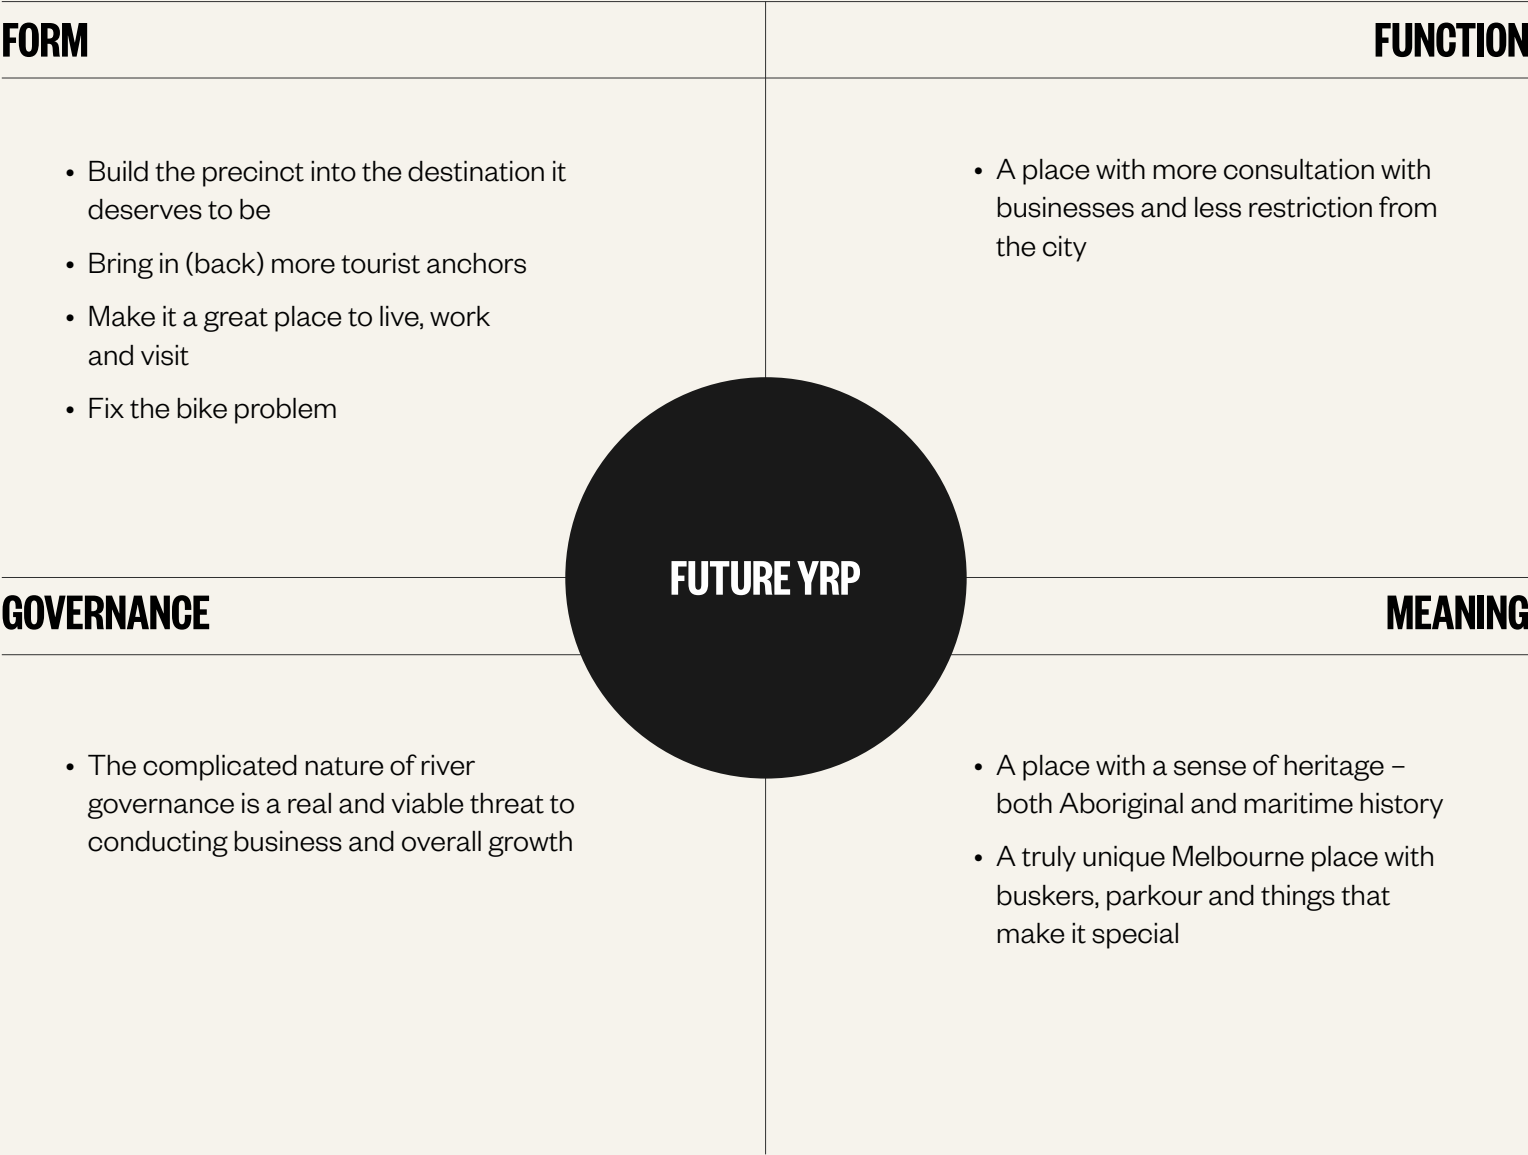 FORM
• Build the precinct into the destination it
deserves to be
• Bring in (back) more tourist anchors
• Make it a great place to live, work
and visit
• Fix the bike problem
FUNCTION
• A place with more consultation with
businesses and less restriction from
the city
FUTURE YRP
GOVERNANCE
• The complicated nature of river
governance is a real and viable threat to
conducting business and overall growth
MEANING
• A place with a sense of heritage –
both Aboriginal and maritime history
• A truly unique Melbourne place with
buskers, parkour and things that
make it special